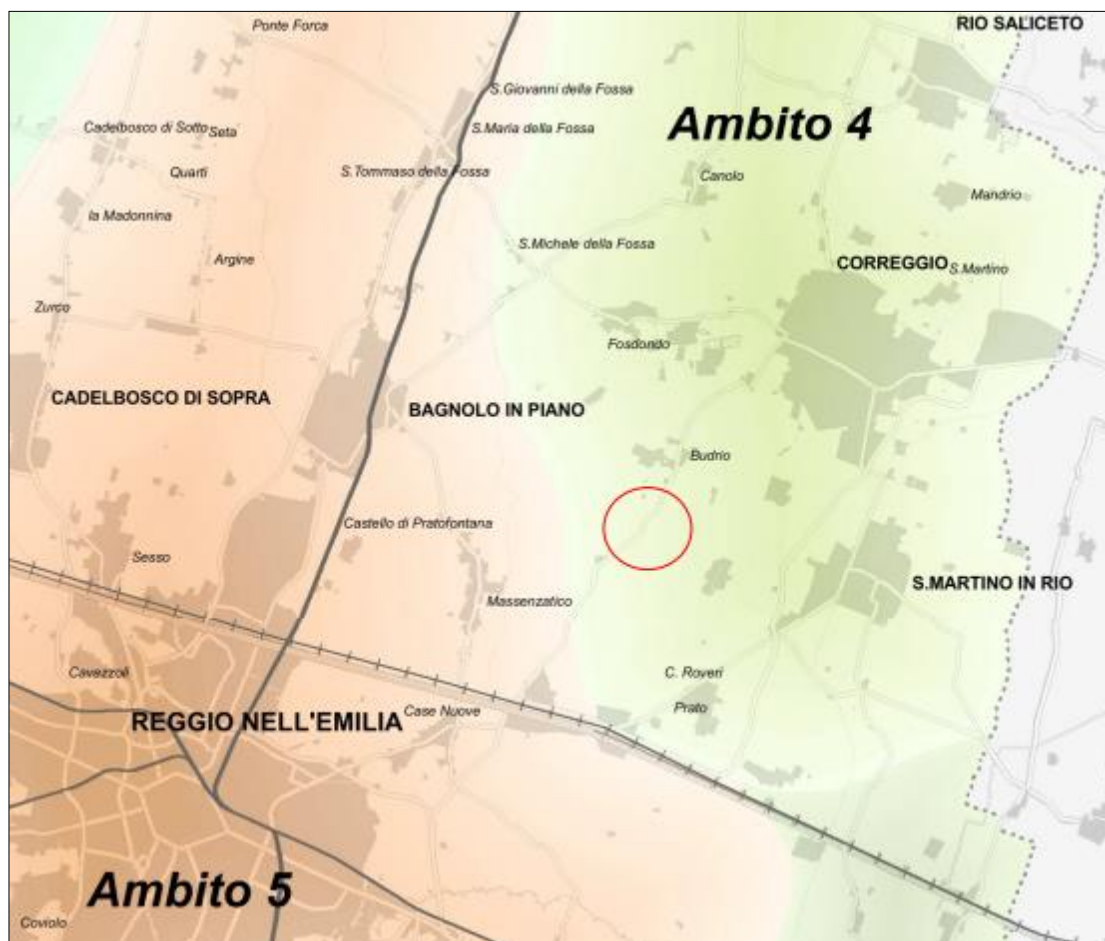 Ponte Forca
RIO SALICETO
S.Giovanni della Fossa
Ambito 4
Cadelbosco di Sotto
Seta
S.Maria della Fossa
Quarti
S.Tommaso della Fossa
Canolo
Mandrio
la Madonnina
Argine
S.Michele della Fossa
CORREGGIO
S.Martino
Zurco
Fosdondo
CADELBOSCO DI SOPRA
BAGNOLO IN PIANO
Budrio
Castello di Pratofontana
Sesso
Massenzatico
S.MARTINO IN RIO
Cavazzoli
C. Roveri
Prato
Case Nuove
REGGIO NELL'EMILIA
Ambito 5
Coviolo